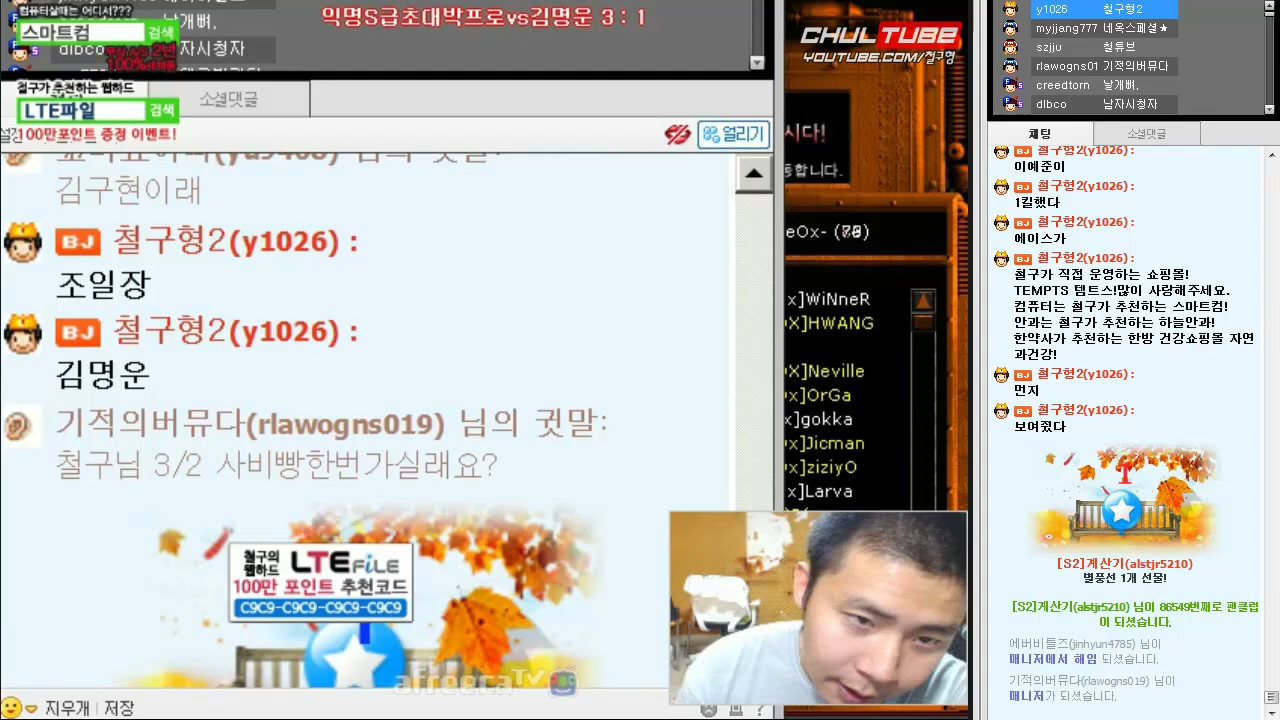 컴퓨터살때는 어디서???
스마트컴 검색
날개뼈,
dlbco
자시청자
익명S급초대박프로vs김명운 3 : 1
CHULTUBE
YOUTUBE.COM/철구형
철구가 추천하는 웹하드
LTE파일 검색
100만포인트 증정 이벤트!
소셜댓글
열리기
김구현이래
BJ 철구형2(y1026) :
조일장
BJ 철구형2(y1026) :
김명운
기적의버뮤다(rlawogns019) 님의 귓말:
철구님 3/2 사비빵한번가실래요?
철구의 웹하드 LTEFILE
100만 포인트 추천코드
C9C9-C9C9-C9C9-C9C9
afreecaTV
지우개 | 저장
시다!
통합니다.
x]WiNneR
X]HWANG
X]Neville
X]OrGa
x]gokka
x]Jicman
x]ziziyO
x]Larva
y1026 철구형2
myjjang777 네옥스페셜★
szjju 칠튜브
rlawogns01 기적의버뮤다
creedtorn 날개뼈,
dlbco 남자시청자
채팅 소셜댓글
BJ 철구형2(y1026) :
이예준이
BJ 철구형2(y1026) :
1킬했다
BJ 철구형2(y1026) :
에이스가
BJ 철구형2(y1026) :
철구가 직접 운영하는 쇼핑몰!
TEMPTS 템트스!많이 사랑해주세요.
컴퓨터는 철구가 추천하는 스마트컴!
안과는 철구가 추천하는 하늘안과!
한약사가 추천하는 한방 건강쇼핑몰 자연
과건강!
BJ 철구형2(y1026) :
먼지
BJ 철구형2(y1026) :
보여줬다
1
[S2]계산기(alstjr5210)
별풍선 1개 선물!
[S2]계산기(alstjr5210) 님이 86549번째로 팬클럽
이 되셨습니다.
에버비틀즈(jinhyun4785) 님이
매니저에서 해임 되셨습니다.
기적의버뮤다(rlawogns019) 님이
매니저가 되셨습니다.